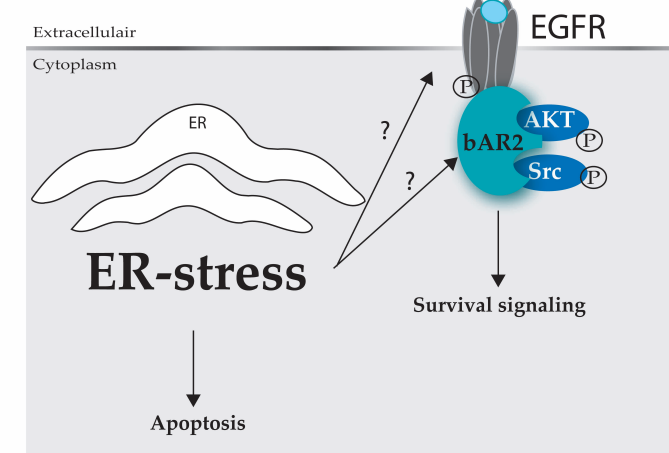 Extracellulair
EGFR
Cytoplasm
P
ER
AKT
?
bAR2
P
Src
?
P
ER-stress
Survival signaling
Apoptosis